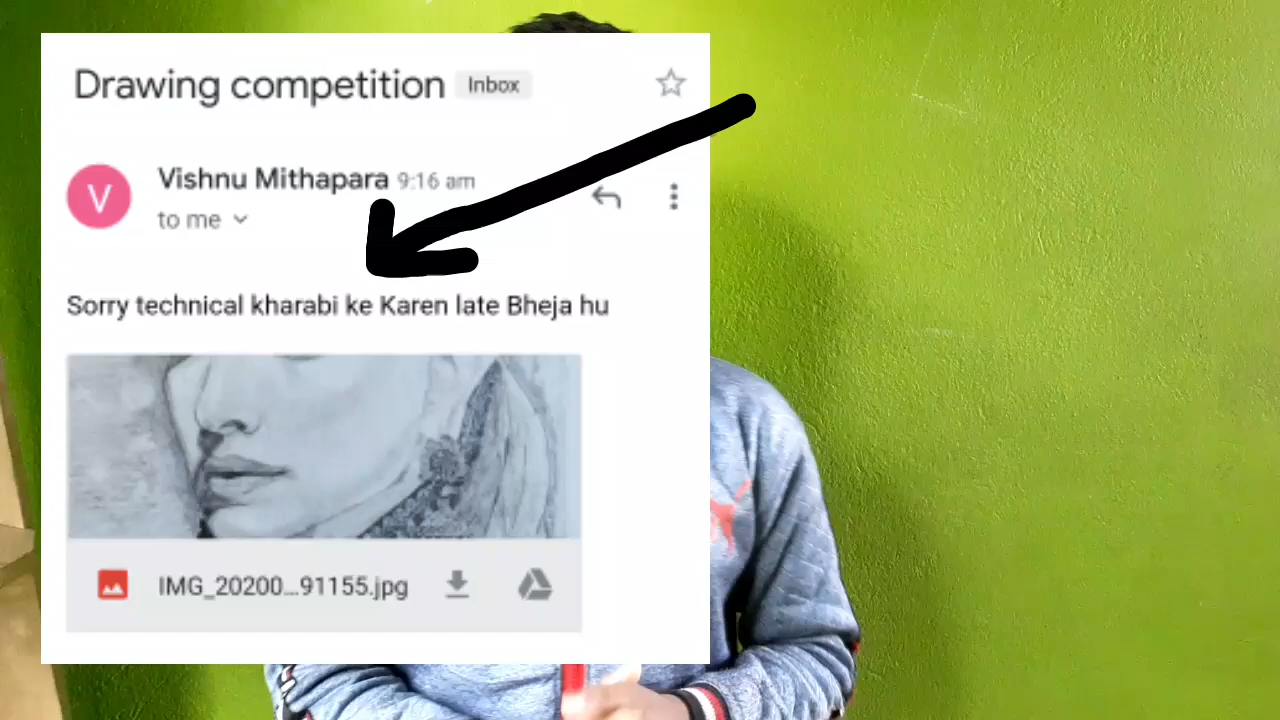 Drawing competition Inbox
V
Vishnu Mithapara 9:16 am
to me
Sorry technical kharabi ke Karen late Bheja hu
IMG_20200...91155.jpg